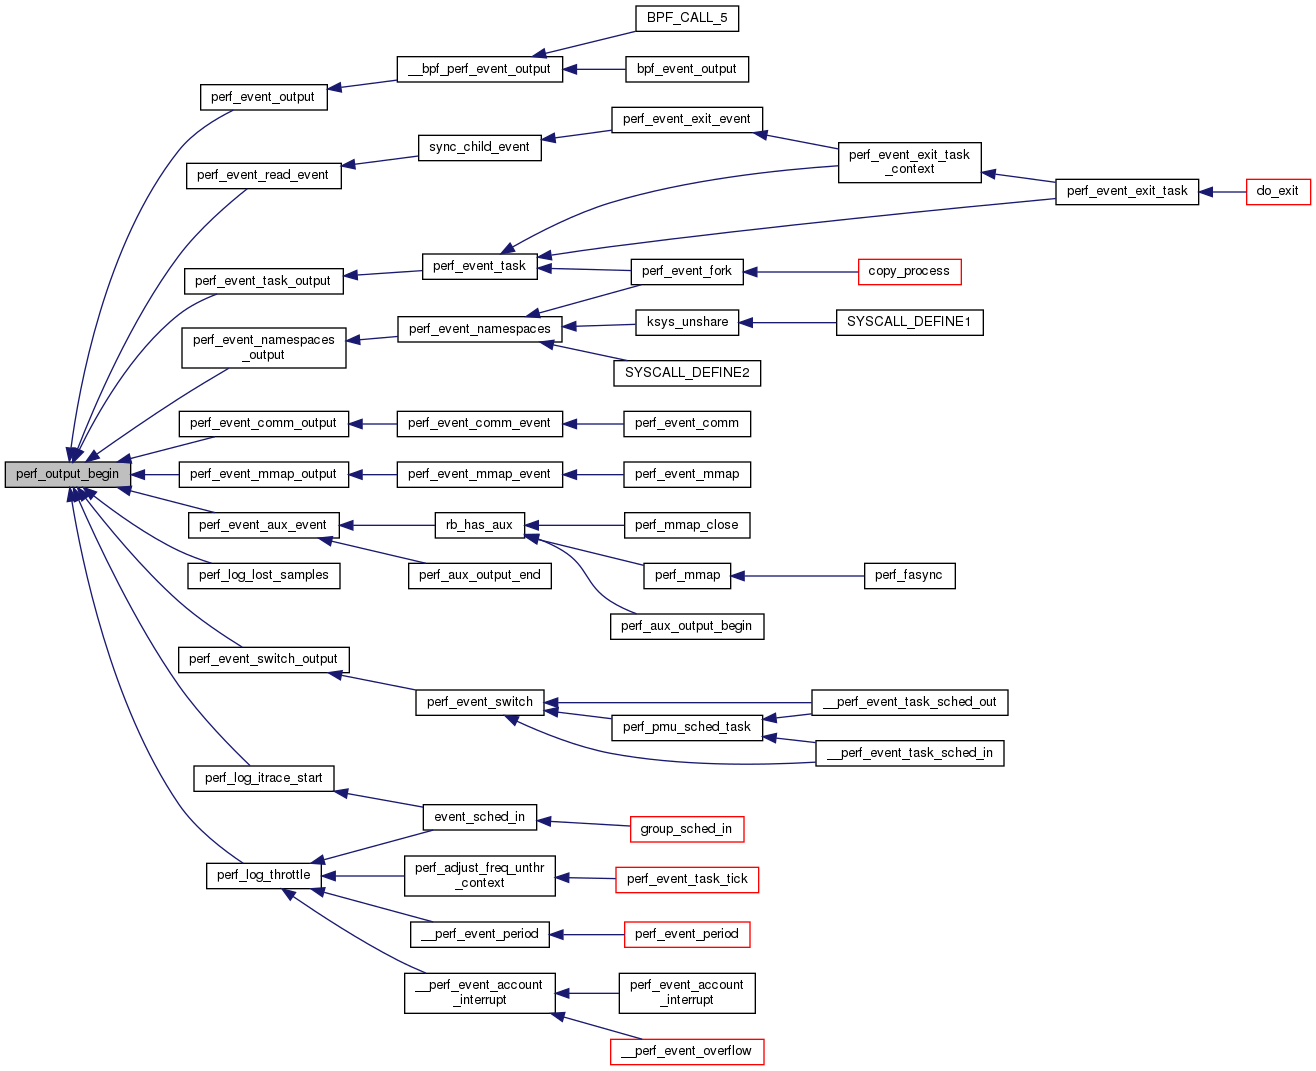 BPF_CALL_5
__bpf_perf_event_output
bpf_event_output
perf_event_output
perf_event_exit_event
sync_child_event
perf_event_exit_task
_context
perf_event_read_event
perf_event_exit_task
do_exit
perf_event_task
perf_event_fork
copy_process
perf_event_task_output
perf_event_namespaces
ksys_unshare
SYSCALL_DEFINE1
perf_event_namespaces
_output
SYSCALL_DEFINE2
perf_event_comm_output
perf_event_comm_event
perf_event_comm
perf_output_begin
perf_event_mmap_output
perf_event_mmap_event
perf_event_mmap
perf_event_aux_event
rb_has_aux
perf_mmap_close
perf_log_lost_samples
perf_aux_output_end
perf_mmap
perf_fasync
perf_aux_output_begin
perf_event_switch_output
perf_event_switch
__perf_event_task_sched_out
perf_pmu_sched_task
__perf_event_task_sched_in
perf_log_itrace_start
event_sched_in
group_sched_in
perf_log_throttle
perf_adjust_freq_unthr
_context
perf_event_task_tick
__perf_event_period
perf_event_period
__perf_event_account
_interrupt
perf_event_account
_interrupt
__perf_event_overflow